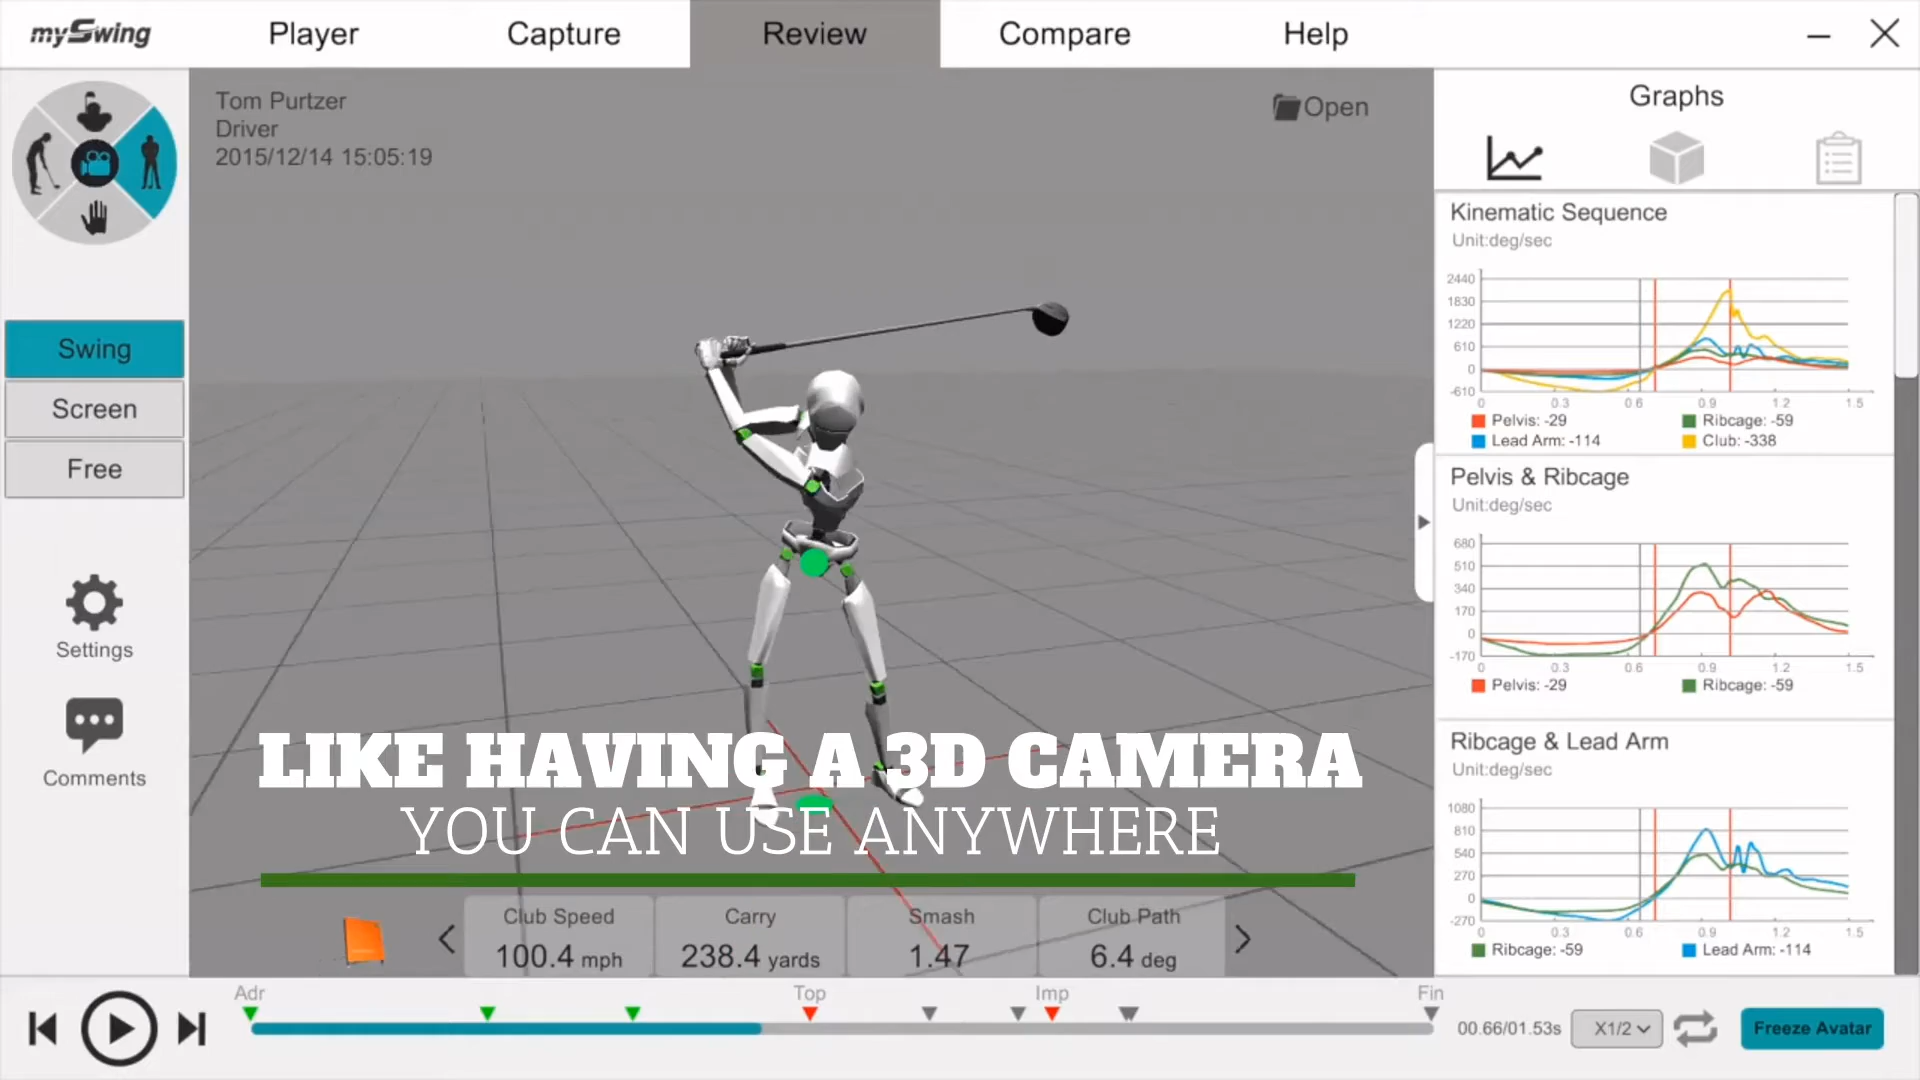 mySwing
Player
Capture
Review
Compare
Help
Tom Purtzer
Driver
2015/12/14 15:05:19
Open
Swing
Screen
Free
Settings
Comments
LIKE HAVING A 3D CAMERA
YOU CAN USE ANYWHERE
Club Speed
100.4 mph
Carry
238.4 yards
Smash
1.47
Club Path
6.4 deg
Graphs
Kinematic Sequence
Unit:deg/sec
2440
1830
1220
610
0
-610
0 0.3 0.6 0.9 1.2 1.5
Pelvis: -29 Ribcage: -59
Lead Arm: -114 Club: -338
Pelvis & Ribcage
Unit:deg/sec
680
510
340
170
0
-170
0 0.3 0.6 0.9 1.2 1.5
Pelvis: -29 Ribcage: -59
Ribcage & Lead Arm
Unit:deg/sec
1080
810
540
270
0
-270
0 0.3 0.6 0.9 1.2 1.5
Ribcage: -59 Lead Arm: -114
Adr Top Imp Fin
00.66/01.53s
X1/2
Freeze Avatar